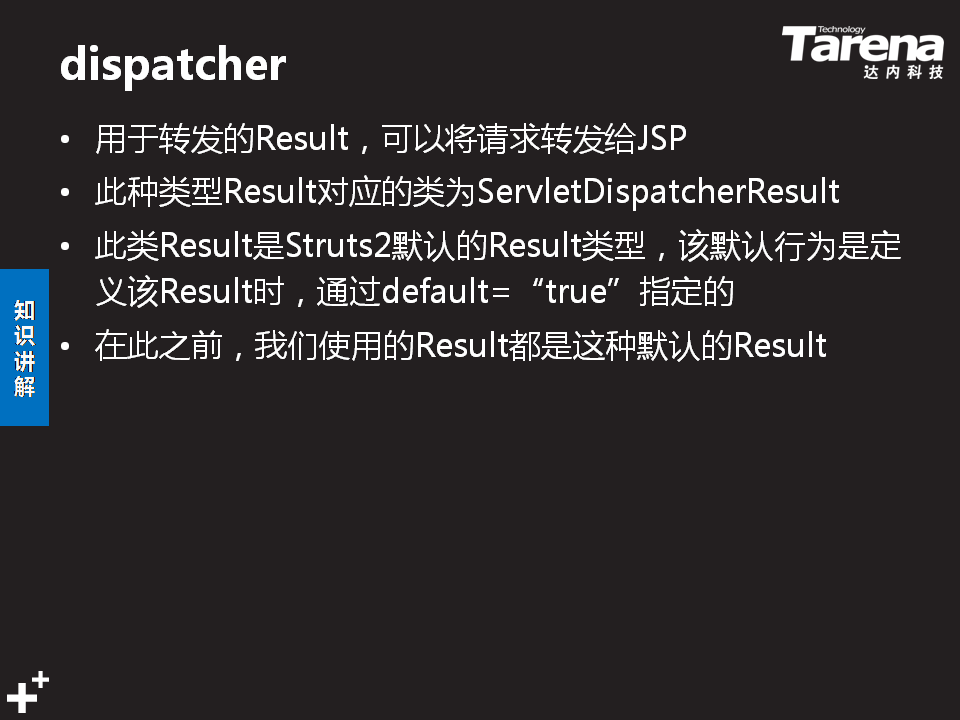 dispatcher
Technology
Tarena
达内科技
• 用于转发的Result，可以将请求转发给JSP
• 此种类型Result对应的类为ServletDispatcherResult
• 此类Result是Struts2默认的Result类型，该默认行为是定
义该Result时，通过default=“true”指定的
• 在此之前，我们使用的Result都是这种默认的Result
知
识
讲
解